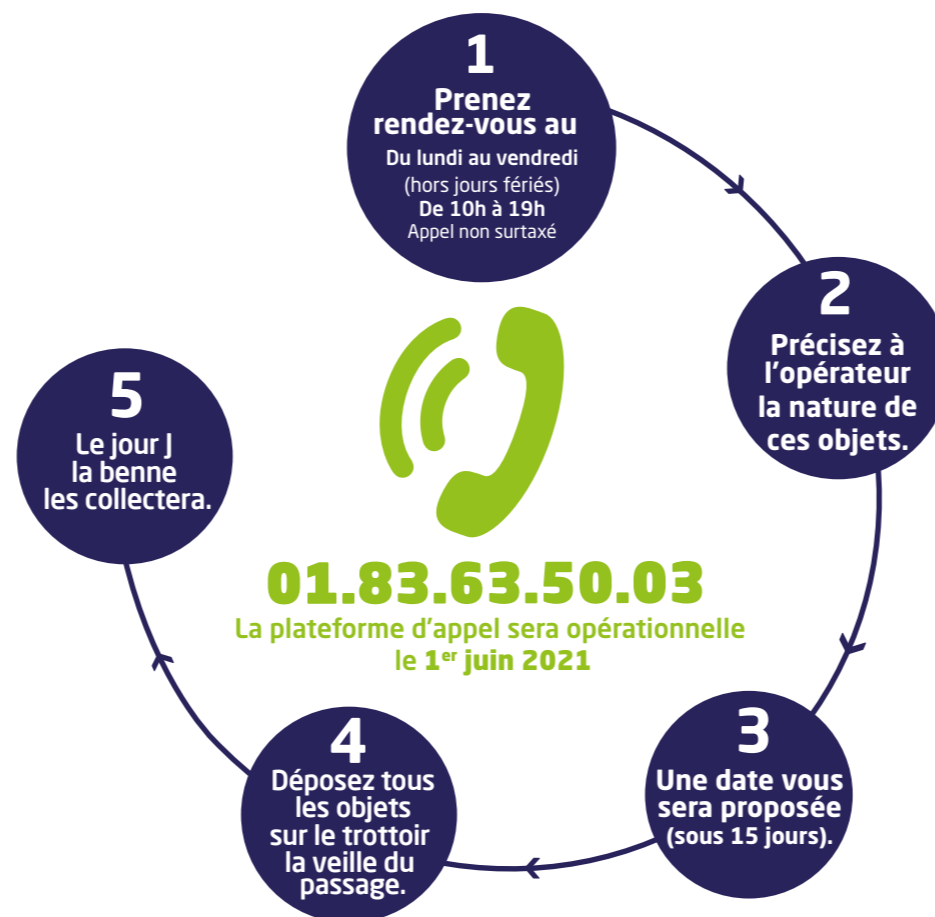 1
Prenez
rendez-vous au
Du lundi au vendredi
(hors jours fériés)
De 10h à 19h
Appel non surtaxé
2
Précisez à
l'opérateur
la nature de
ces objets.
3
Une date vous
sera proposée
(sous 15 jours).
4
Déposez tous
les objets
sur le trottoir
la veille du
passage.
5
Le jour J
la benne
les collectera.
01.83.63.50.03
La plateforme d'appel sera opérationnelle
le 1er juin 2021